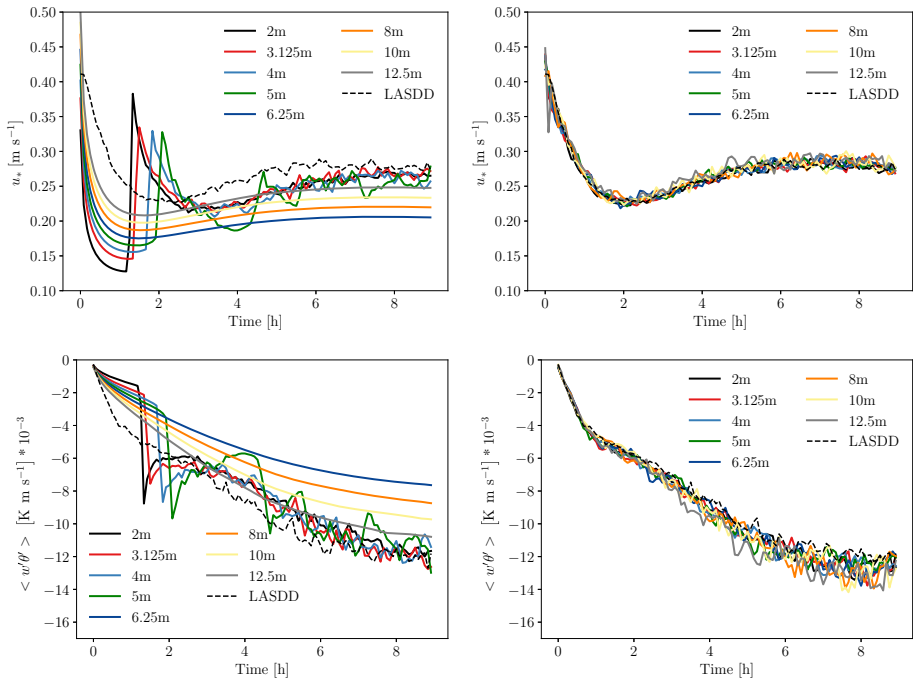 0.50
0.45
0.40
0.35
0.30
0.25
0.20
0.15
0.10
u* [m s⁻¹]
0 2 4 6 8
Time [h]
2m 8m
3.125m 10m
4m 12.5m
5m LASDD
6.25m
0.50
0.45
0.40
0.35
0.30
0.25
0.20
0.15
0.10
u* [m s⁻¹]
0 2 4 6 8
Time [h]
2m 8m
3.125m 10m
4m 12.5m
5m LASDD
6.25m
0
−2
−4
−6
−8
−10
−12
−14
−16
< w′θ′ > [K m s⁻¹] * 10⁻³
2m 8m
3.125m 10m
4m 12.5m
5m LASDD
6.25m
0 2 4 6 8
Time [h]
0
−2
−4
−6
−8
−10
−12
−14
−16
< w′θ′ > [K m s⁻¹] * 10⁻³
2m 8m
3.125m 10m
4m 12.5m
5m LASDD
6.25m
0 2 4 6 8
Time [h]